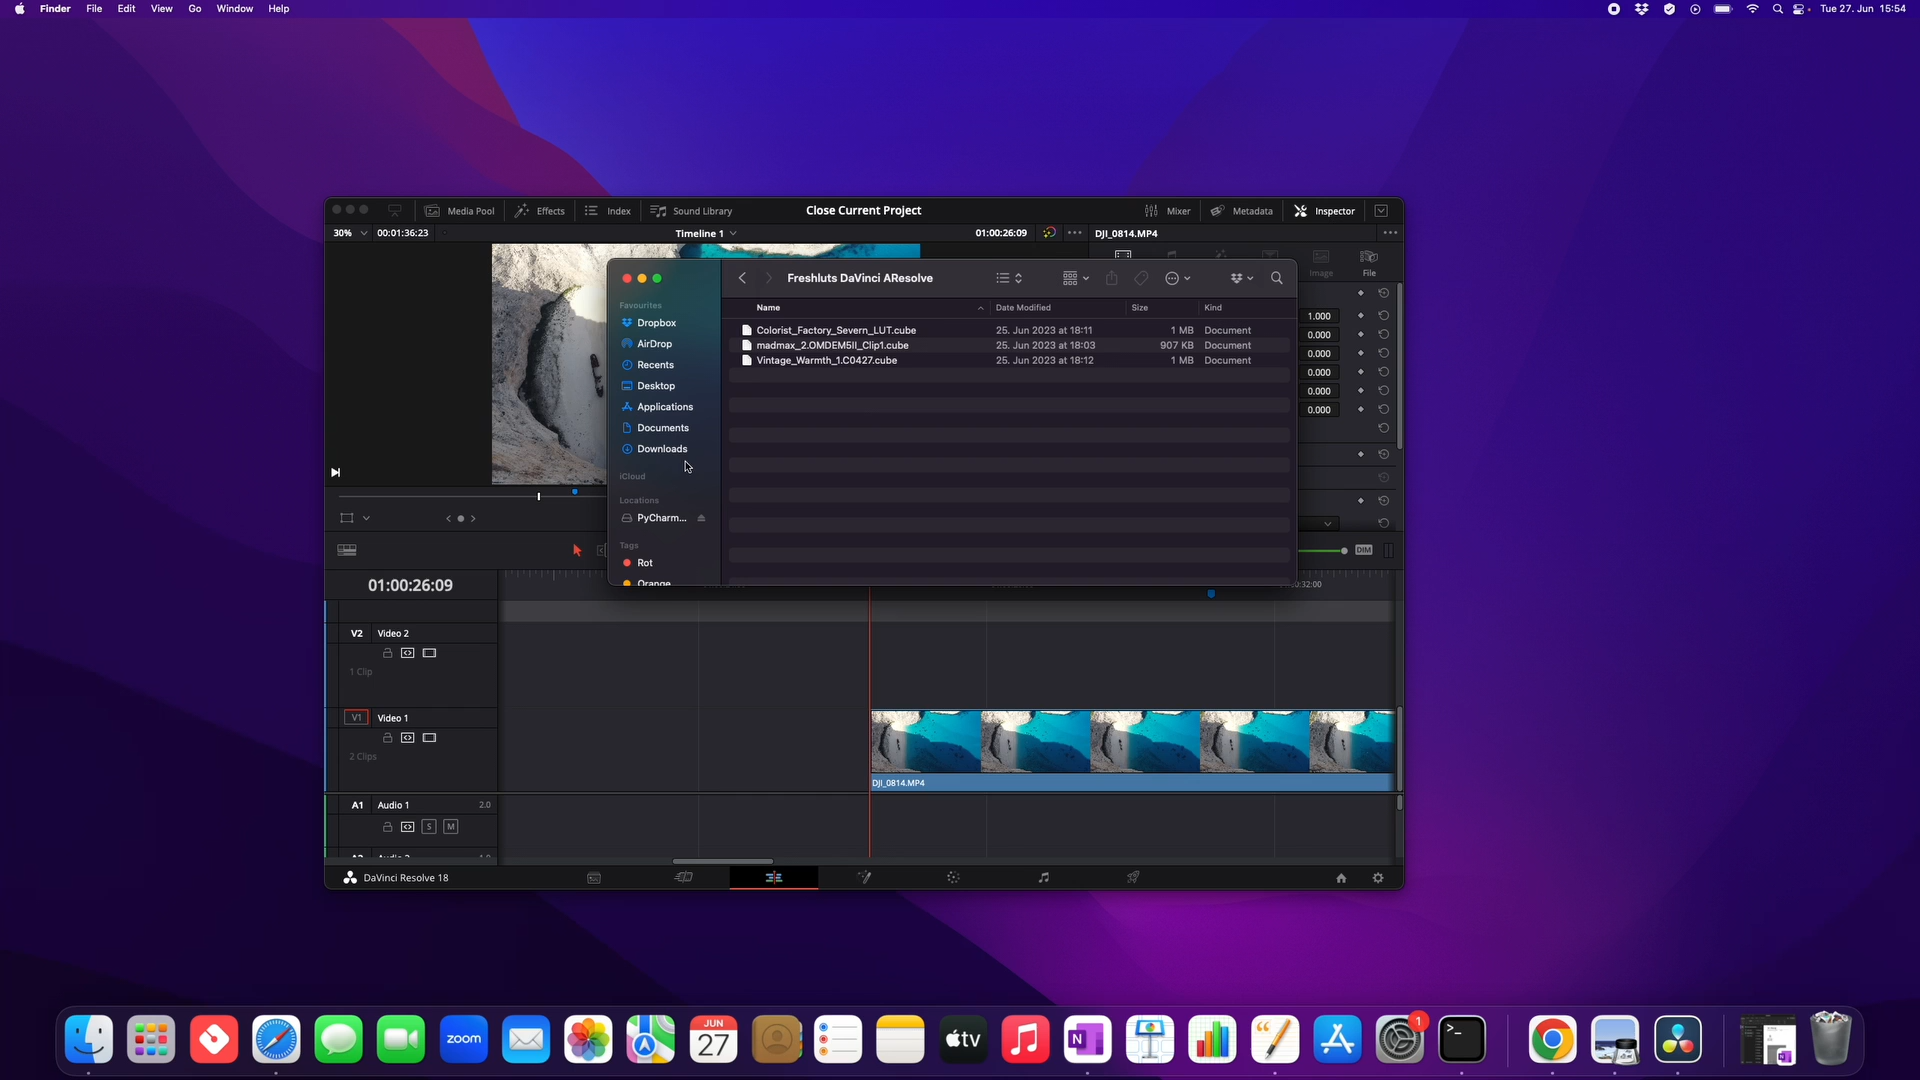 Finder File Edit View Go Window Help
Tue 27. Jun 15:54
Media Pool Effects Index Sound Library Close Current Project Mixer Metadata Inspector
30% 00:01:36:23 Timeline 1 01:00:26:09 DJI_0814.MP4
Image File
Freshluts DaVinci AResolve
Favourites
Dropbox
AirDrop
Recents
Desktop
Applications
Documents
Downloads
iCloud
Locations
PyCharm...
Tags
Rot
Orange
Name Date Modified Size Kind
Colorist_Factory_Severn_LUT.cube 25. Jun 2023 at 18:11 1 MB Document
madmax_2.OMDEM5II_Clip1.cube 25. Jun 2023 at 18:03 907 KB Document
Vintage_Warmth_1.C0427.cube 25. Jun 2023 at 18:12 1 MB Document
1.000
0.000
0.000
0.000
0.000
0.000
DIM
01:00:26:09
V2 Video 2
1 Clip
V1 Video 1
2 Clips
DJI_0814.MP4
A1 Audio 1 2.0
S M
DaVinci Resolve 18
zoom
JUN
27
tv
N
1
>_